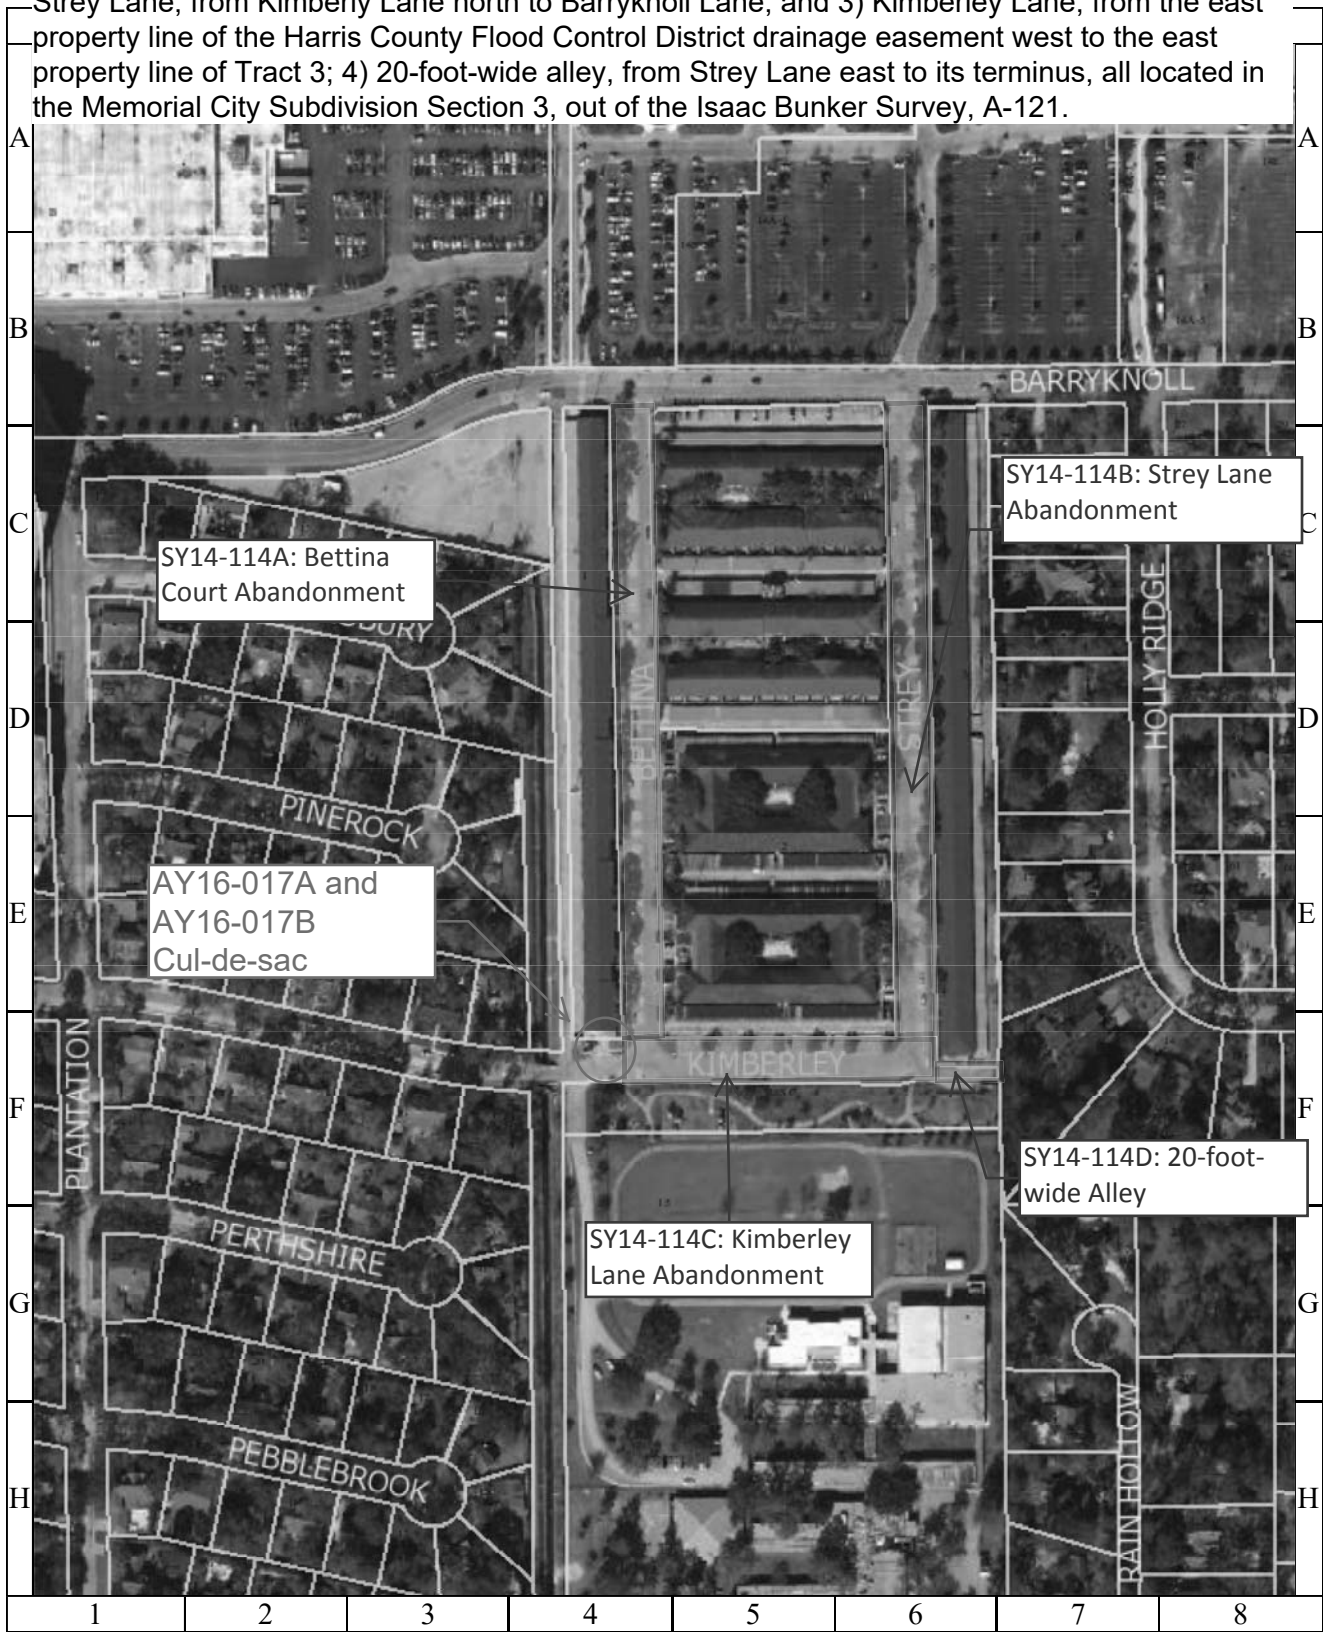 Strey Lane, from Kimberly Lane north to Barryknoll Lane, and 3) Kimberley Lane, from the east
property line of the Harris County Flood Control District drainage easement west to the east
property line of Tract 3; 4) 20-foot-wide alley, from Strey Lane east to its terminus, all located in
the Memorial City Subdivision Section 3, out of the Isaac Bunker Survey, A-121.
A
A
B
B
BARRYKNOLL
SY14-114B: Strey Lane
Abandonment
C
C
SY14-114A: Bettina
Court Abandonment
HOLLY RIDGE
BETTINA
STREY
D
D
PINEROCK
AY16-017A and
AY16-017B
Cul-de-sac
E
E
KIMBERLEY
PLANTATION
F
F
SY14-114D: 20-foot-
wide Alley
PERTHSHIRE
SY14-114C: Kimberley
Lane Abandonment
G
G
RAIN HOLLOW
PEBBLEBROOK
H
H
1 2 3 4 5 6 7 8